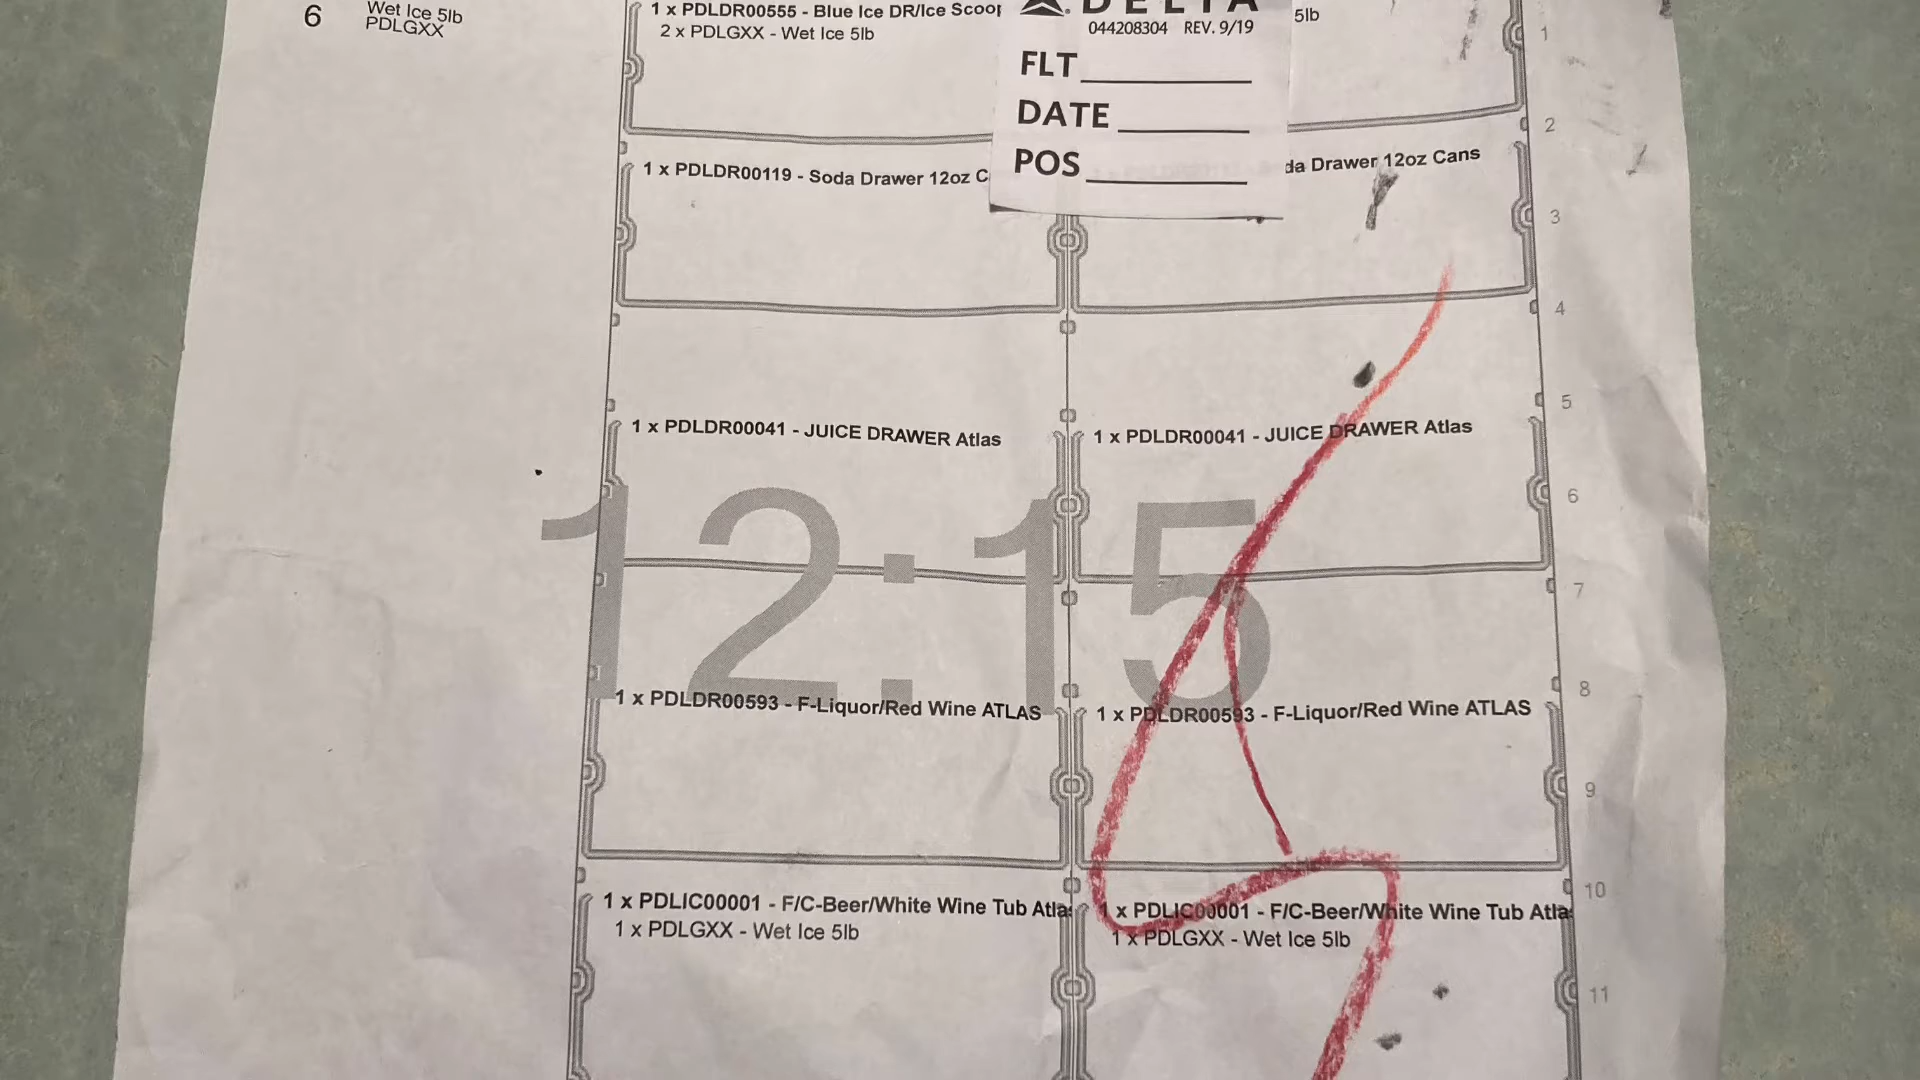 6 Wet Ice 5lb
PDLGXX
1 x PDLDR00555 - Blue Ice DR/Ice Scoop
2 x PDLGXX - Wet Ice 5lb
DELTA
044208304 REV. 9/19
FLT
DATE
POS
5lb
1
2
1 x PDLDR00119 - Soda Drawer 12oz C
da Drawer 12oz Cans
3
4
5
1 x PDLDR00041 - JUICE DRAWER Atlas
1 x PDLDR00041 - JUICE DRAWER Atlas
6
12:15
7
8
1 x PDLDR00593 - F-Liquor/Red Wine ATLAS
1 x PDLDR00593 - F-Liquor/Red Wine ATLAS
9
10
1 x PDLIC00001 - F/C-Beer/White Wine Tub Atlas
1 x PDLGXX - Wet Ice 5lb
1 x PDLIC00001 - F/C-Beer/White Wine Tub Atlas
1 x PDLGXX - Wet Ice 5lb
11